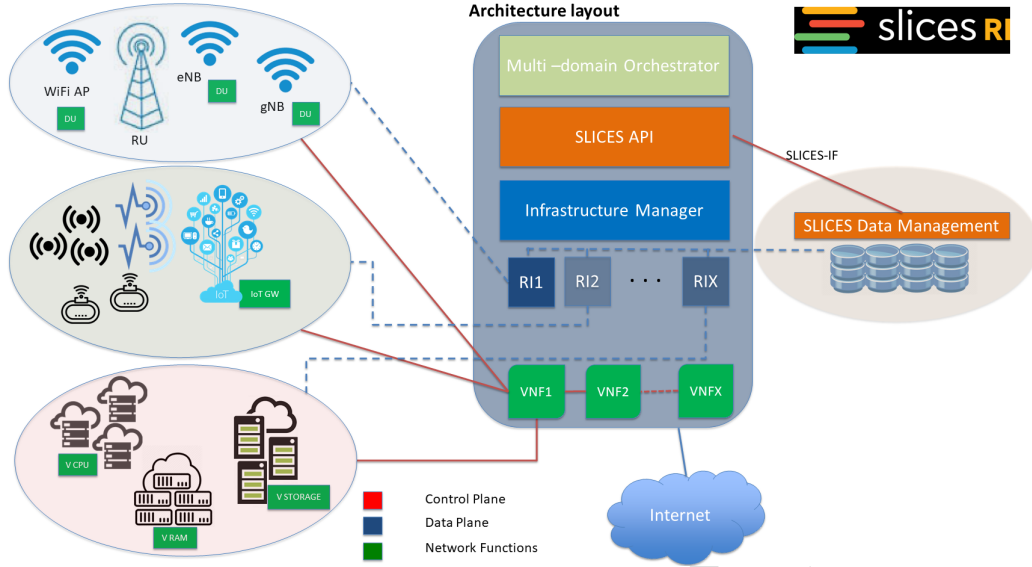 Architecture layout
slices RI
WiFi AP
DU
RU
eNB
DU
gNB
DU
Multi –domain Orchestrator
SLICES API
SLICES-IF
Infrastructure Manager
SLICES Data Management
IoT
IoT GW
RI1
RI2
. . .
RIX
VNF1
VNF2
VNFX
V CPU
V RAM
V STORAGE
Control Plane
Data Plane
Network Functions
Internet